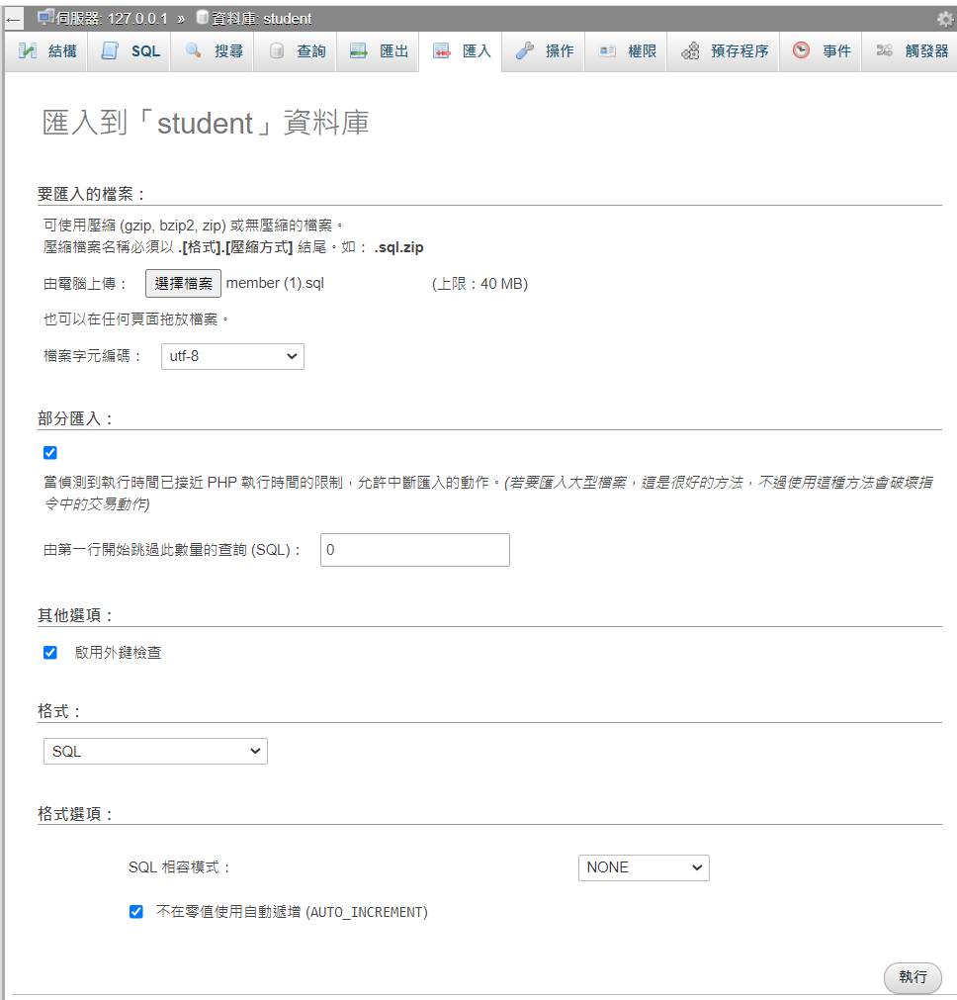 ← 伺服器: 127.0.0.1 » 資料庫: student
結構 SQL 搜尋 查詢 匯出 匯入 操作 權限 預存程序 事件 觸發器
匯入到「student」資料庫
要匯入的檔案：
可使用壓縮 (gzip, bzip2, zip) 或無壓縮的檔案。
壓縮檔案名稱必須以 .[格式].[壓縮方式] 結尾。如： .sql.zip
由電腦上傳： 選擇檔案 member (1).sql (上限：40 MB)
也可以在任何頁面拖放檔案。
檔案字元編碼： utf-8
部分匯入：
當偵測到執行時間已接近 PHP 執行時間的限制，允許中斷匯入的動作。(若要匯入大型檔案，這是很好的方法，不過使用這種方法會破壞指
令中的交易動作)
由第一行開始跳過此數量的查詢 (SQL)： 0
其他選項：
啟用外鍵檢查
格式：
SQL
格式選項：
SQL 相容模式： NONE
不在零值使用自動遞增 (AUTO_INCREMENT)
執行